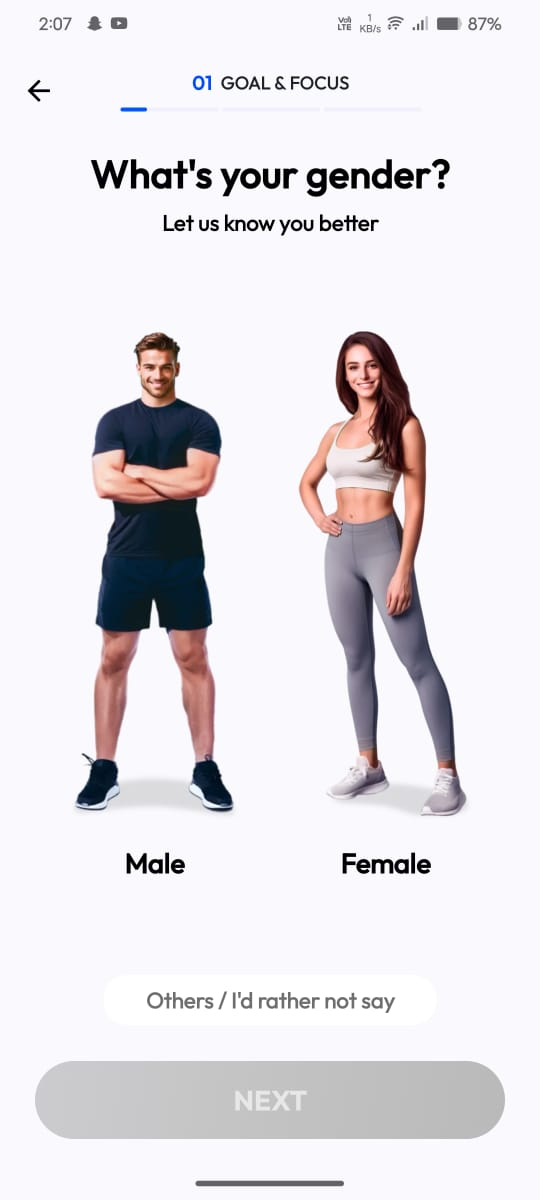 2:07 Vo) LTE 1 KB/s 87%
01 GOAL & FOCUS
What's your gender?
Let us know you better
Male Female
Others / I'd rather not say
NEXT